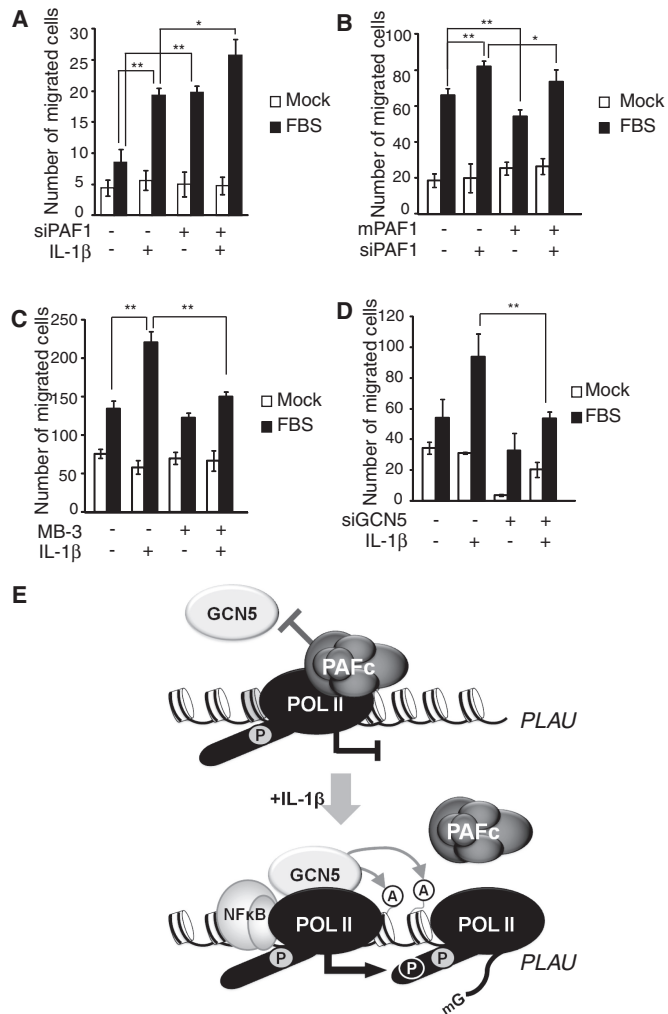 A
Number of migrated cells
30
25
20
15
10
5
0
*
**
**
Mock
FBS
siPAF1 - - + +
IL-1β - + - +
B
Number of migrated cells
100
80
60
40
20
0
**
**
*
Mock
FBS
mPAF1 - - + +
siPAF1 - + - +
C
Number of migrated cells
250
200
150
100
50
0
**
**
Mock
FBS
MB-3 - - + +
IL-1β - + - +
D
Number of migrated cells
120
100
80
60
40
20
0
**
Mock
FBS
siGCN5 - - + +
IL-1β - + - +
E
GCN5
PAFc
POL II
P
PLAU
+IL-1β
PAFc
GCN5
A
A
NFκB
POL II
POL II
P
P
P
PLAU
mG